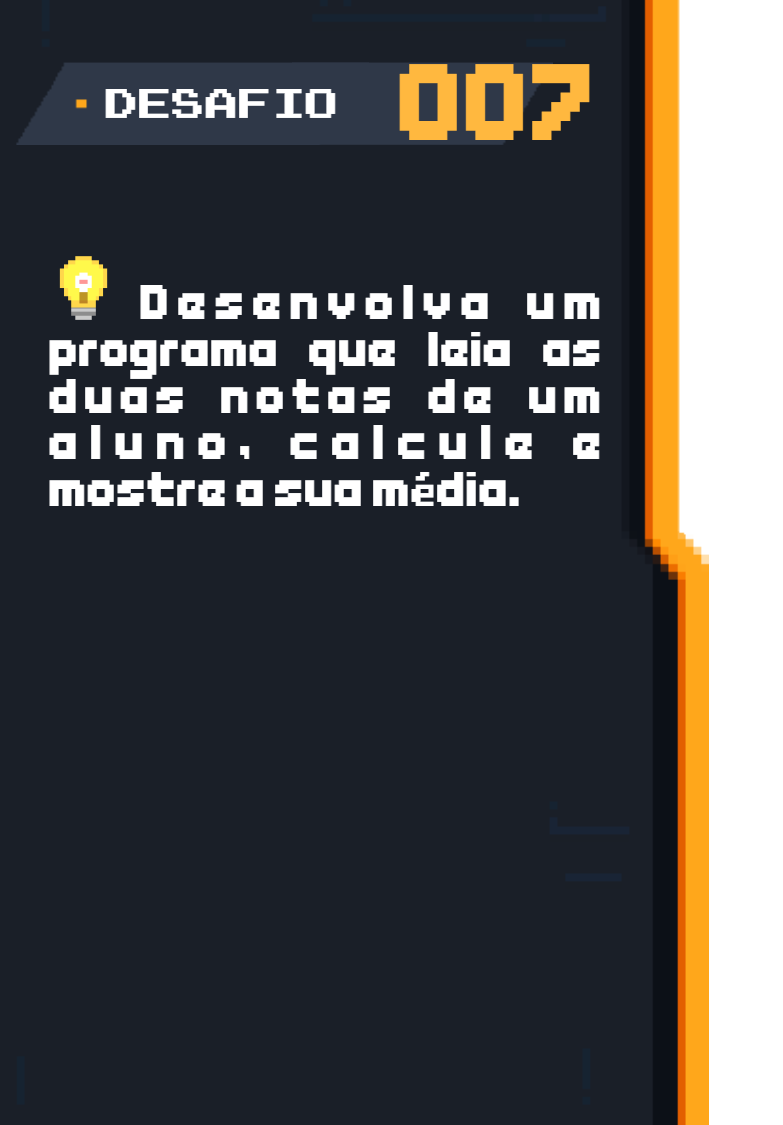 DESAFIO 007
Desenvolva um
programa que leia as
duas notas de um
aluno, calcule e
mostre a sua média.